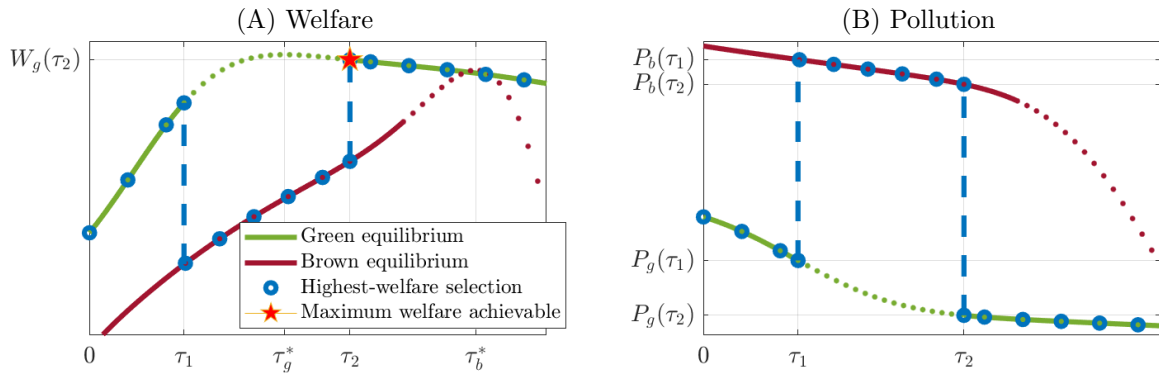 (A) Welfare
W_g(τ_2)
Green equilibrium
Brown equilibrium
Highest-welfare selection
Maximum welfare achievable
0 τ_1 τ_g^* τ_2 τ_b^*
(B) Pollution
P_b(τ_1)
P_b(τ_2)
P_g(τ_1)
P_g(τ_2)
0 τ_1 τ_2